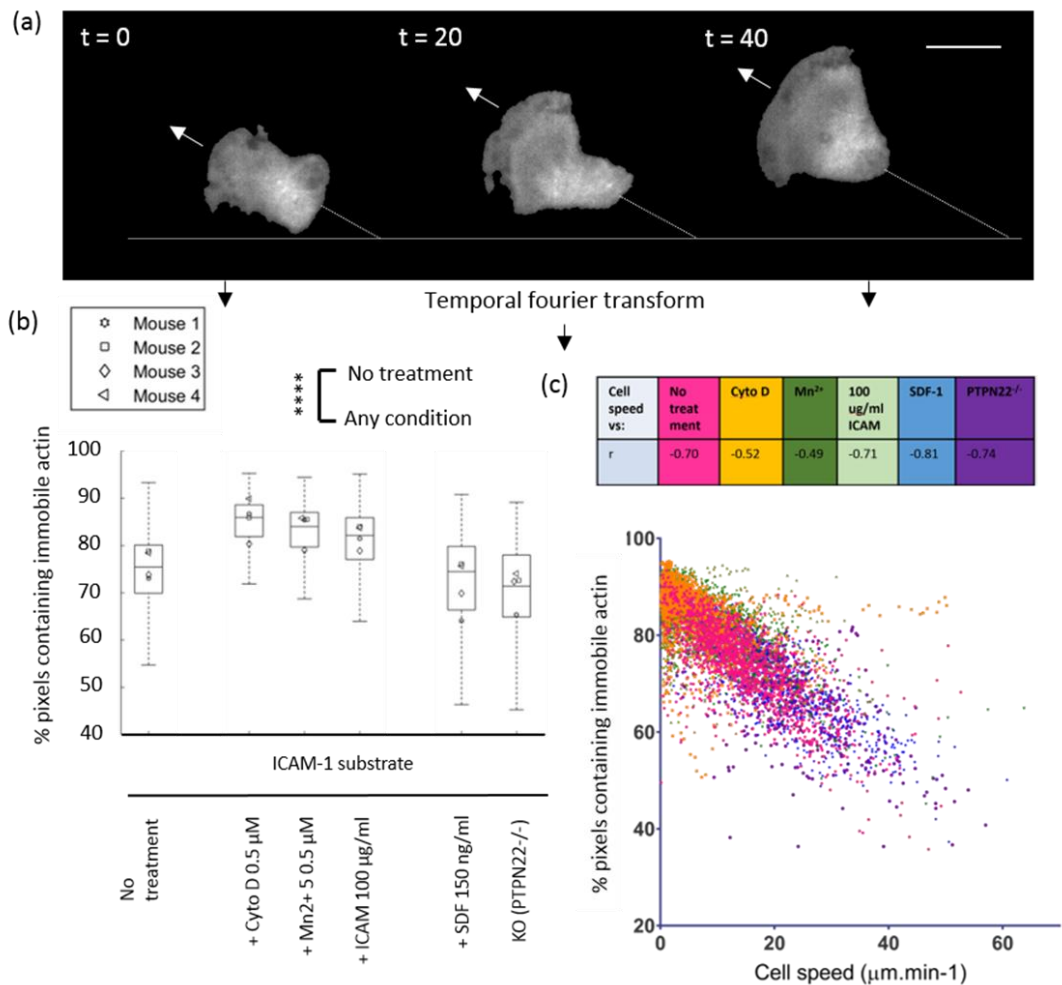 (a)
t = 0
t = 20
t = 40
Temporal fourier transform
(b)
Mouse 1
Mouse 2
Mouse 3
Mouse 4
****
No treatment
Any condition
% pixels containing immobile actin
100
90
80
70
60
50
40
ICAM-1 substrate
No
treatment
+ Cyto D 0.5 µM
+ Mn2+ 5 0.5 µM
+ ICAM 100 µg/ml
+ SDF 150 ng/ml
KO (PTPN22-/-)
(c)
Cell
speed
vs:
No
treat
ment
Cyto D
Mn²⁺
100
ug/ml
ICAM
SDF-1
PTPN22⁻/⁻
r
-0.70
-0.52
-0.49
-0.71
-0.81
-0.74
% pixels containing immobile actin
100
80
60
40
20
0
20
40
60
Cell speed (µm.min-1)